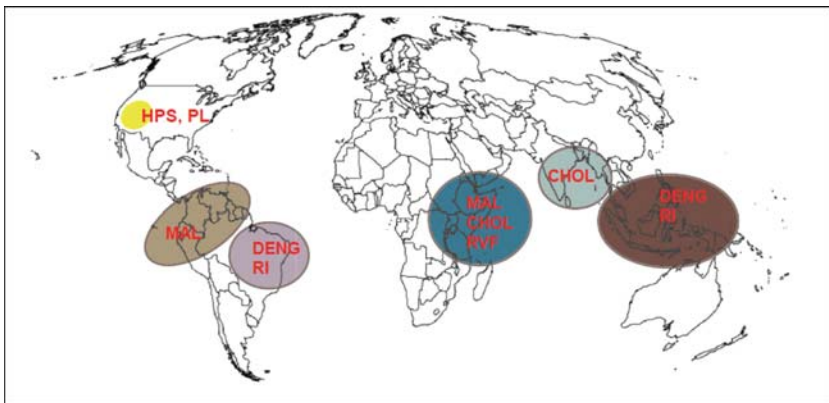 HPS, PL
MAL
DENG
RI
MAL
CHOL
RVF
CHOL
DENG
RI